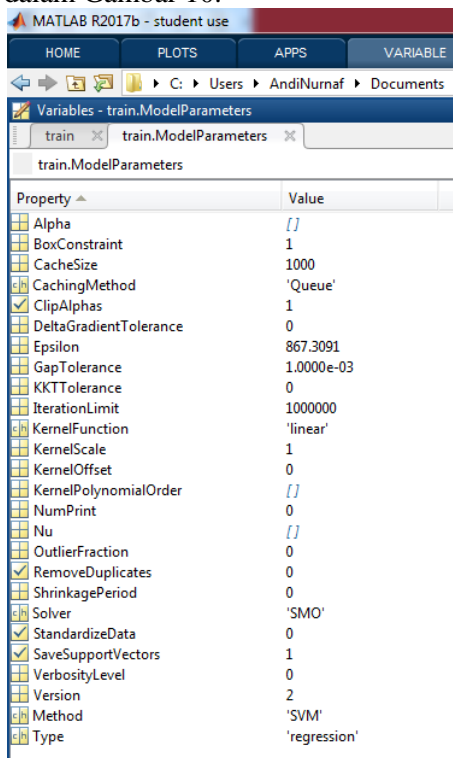 dalam Gambar 10.
MATLAB R2017b - student use
HOME PLOTS APPS VARIABLE
C: Users AndiNurnaf Documents
Variables - train.ModelParameters
train train.ModelParameters
train.ModelParameters
Property Value
Alpha []
BoxConstraint 1
CacheSize 1000
CachingMethod 'Queue'
ClipAlphas 1
DeltaGradientTolerance 0
Epsilon 867.3091
GapTolerance 1.0000e-03
KKTTolerance 0
IterationLimit 1000000
KernelFunction 'linear'
KernelScale 1
KernelOffset 0
KernelPolynomialOrder []
NumPrint 0
Nu []
OutlierFraction 0
RemoveDuplicates 0
ShrinkagePeriod 0
Solver 'SMO'
StandardizeData 0
SaveSupportVectors 1
VerbosityLevel 0
Version 2
Method 'SVM'
Type 'regression'